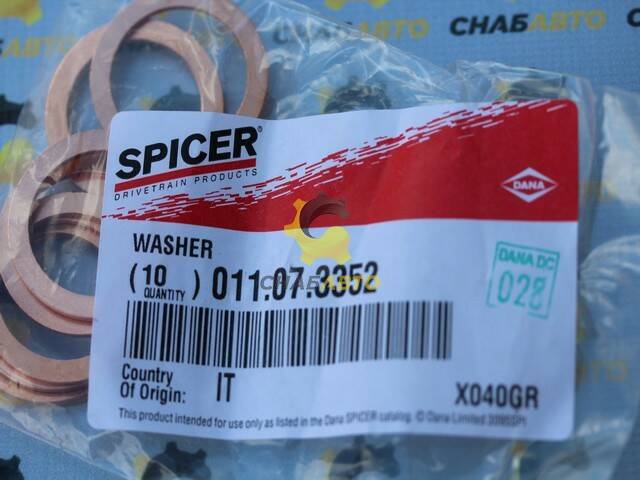 СНАБАВТО
SPICER®
DRIVETRAIN PRODUCTS
DANA
WASHER
(10) 011.07.3352
QUANTITY
СНАБАВТО
DANA DC
028
Country
Of Origin: IT
X040GR
This product intended for use only as listed in the Dana SPICER catalog. © Dana Limited